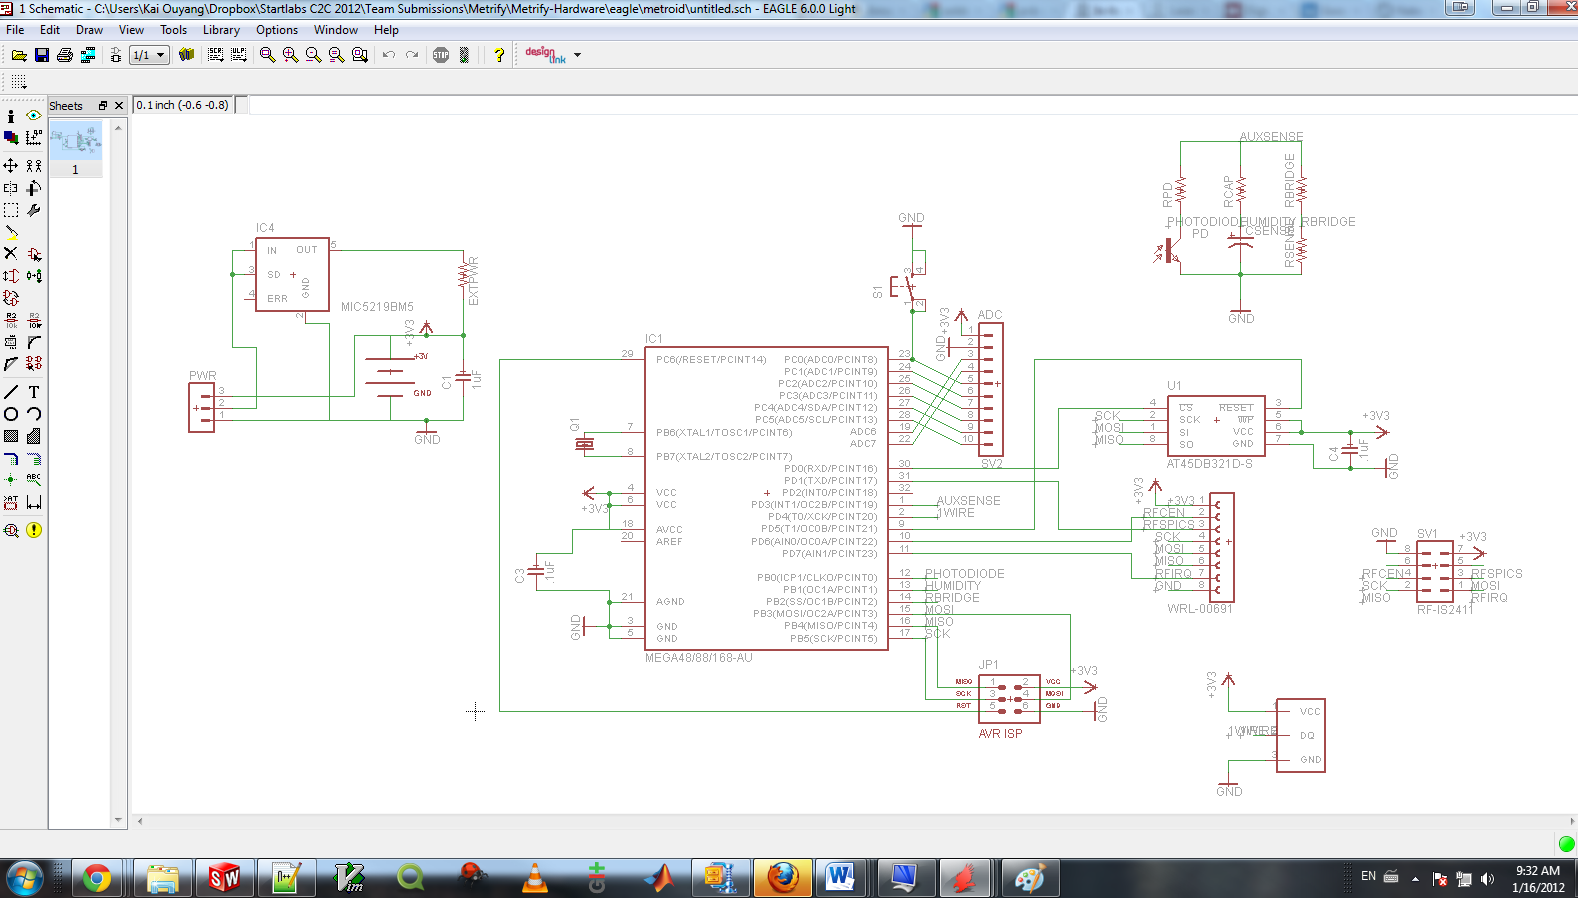 1 Schematic - C:\Users\Kai Ouyang\Dropbox\Startlabs C2C 2012\Team Submissions\Metrify\Metrify-Hardware\eagle\metroid\untitled.sch - EAGLE 6.0.0 Light
File Edit Draw View Tools Library Options Window Help
1/1 SCR ULP STOP ? design link
Sheets
0.1 inch (-0.6 -0.8)
1
IC4
1 IN OUT 5
3 SD
4 ERR
GND
2
MIC5219BM5
EXTPWR
+3V3
+3V
GND
C1
1uF
GND
PWR
3
2
1
GND
S1
3 4
1 2
+3V3
GND
ADC
1
2
3
4
5
6
7
8
9
10
SV2
AUXSENSE
RPD
RCAP
RBRIDGE
PHOTODIODE
HUMIDITY
RBRIDGE
PD
CSENSE
RSENSE
GND
IC1
29 PC6(/RESET/PCINT14) PC0(ADC0/PCINT8) 23
PC1(ADC1/PCINT9) 24
PC2(ADC2/PCINT10) 25
PC3(ADC3/PCINT11) 26
PC4(ADC4/SDA/PCINT12) 27
PC5(ADC5/SCL/PCINT13) 28
7 PB6(XTAL1/TOSC1/PCINT6) ADC6 19
ADC7 22
8 PB7(XTAL2/TOSC2/PCINT7)
PD0(RXD/PCINT16) 30
PD1(TXD/PCINT17) 31
4 VCC PD2(INT0/PCINT18) 32
6 VCC PD3(INT1/OC2B/PCINT19) 1 AUXSENSE
PD4(T0/XCK/PCINT20) 2 1WIRE
18 AVCC PD5(T1/OC0B/PCINT21) 9
20 AREF PD6(AIN0/OC0A/PCINT22) 10
PD7(AIN1/PCINT23) 11
PB0(ICP1/CLKO/PCINT0) 12 PHOTODIODE
PB1(OC1A/PCINT1) 13 HUMIDITY
21 AGND PB2(SS/OC1B/PCINT2) 14 RBRIDGE
PB3(MOSI/OC2A/PCINT3) 15 MOSI
3 GND PB4(MISO/PCINT4) 16 MISO
5 GND PB5(SCK/PCINT5) 17 SCK
MEGA48/88/168-AU
Q1
+3V3
C3
.1uF
GND
U1
SCK
MOSI
MISO
4 CS RESET 3
2 SCK WP 5
1 SI VCC 6
8 SO GND 7
AT45DB321D-S
+3V3
C4
.1uF
GND
+3V3
+3V3 1
RFCEN 2
RFSPICS 3
SCK 4
MOSI 5
MISO 6
RFIRQ 7
GND 8
WRL-00691
GND
SV1
+3V3
8 7
6 5
RFCEN 4 3 RFSPICS
SCK 2 1 MOSI
MISO RFIRQ
RF-IS2411
JP1
+3V3
MISO 1 2 VCC
SCK 3 4 MOSI
RST 5 6 GND
GND
AVR ISP
+3V3
1 VCC
1WIRE 2 DQ
3 GND
GND
EN
9:32 AM
1/16/2012